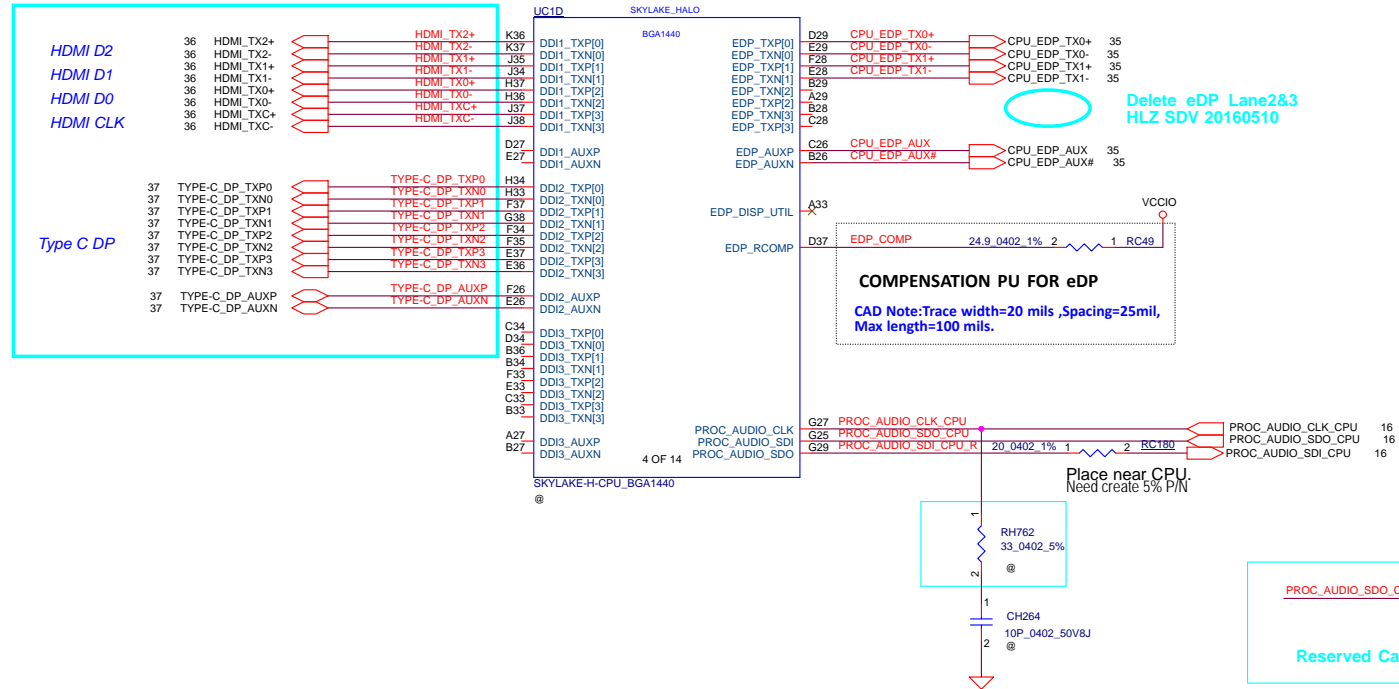 UC1D SKYLAKE_HALO
BGA1440
HDMI D2
HDMI D1
HDMI D0
HDMI CLK
36 HDMI_TX2+ HDMI_TX2+ K36 DDI1_TXP[0]
36 HDMI_TX2- HDMI_TX2- K37 DDI1_TXN[0]
36 HDMI_TX1+ HDMI_TX1+ J35 DDI1_TXP[1]
36 HDMI_TX1- HDMI_TX1- J34 DDI1_TXN[1]
36 HDMI_TX0+ HDMI_TX0+ H37 DDI1_TXP[2]
36 HDMI_TX0- HDMI_TX0- H36 DDI1_TXN[2]
36 HDMI_TXC+ HDMI_TXC+ J37 DDI1_TXP[3]
36 HDMI_TXC- HDMI_TXC- J38 DDI1_TXN[3]
D27 DDI1_AUXP
E27 DDI1_AUXN
Type C DP
37 TYPE-C_DP_TXP0 TYPE-C_DP_TXP0 H34 DDI2_TXP[0]
37 TYPE-C_DP_TXN0 TYPE-C_DP_TXN0 H33 DDI2_TXN[0]
37 TYPE-C_DP_TXP1 TYPE-C_DP_TXP1 F37 DDI2_TXP[1]
37 TYPE-C_DP_TXN1 TYPE-C_DP_TXN1 G38 DDI2_TXN[1]
37 TYPE-C_DP_TXP2 TYPE-C_DP_TXP2 F34 DDI2_TXP[2]
37 TYPE-C_DP_TXN2 TYPE-C_DP_TXN2 F35 DDI2_TXN[2]
37 TYPE-C_DP_TXP3 TYPE-C_DP_TXP3 E37 DDI2_TXP[3]
37 TYPE-C_DP_TXN3 TYPE-C_DP_TXN3 E36 DDI2_TXN[3]
37 TYPE-C_DP_AUXP TYPE-C_DP_AUXP F26 DDI2_AUXP
37 TYPE-C_DP_AUXN TYPE-C_DP_AUXN E26 DDI2_AUXN
C34 DDI3_TXP[0]
D34 DDI3_TXN[0]
B36 DDI3_TXP[1]
B34 DDI3_TXN[1]
F33 DDI3_TXP[2]
E33 DDI3_TXN[2]
C33 DDI3_TXP[3]
B33 DDI3_TXN[3]
A27 DDI3_AUXP
B27 DDI3_AUXN
4 OF 14
SKYLAKE-H-CPU_BGA1440
@
EDP_TXP[0] D29 CPU_EDP_TX0+ CPU_EDP_TX0+ 35
EDP_TXN[0] E29 CPU_EDP_TX0- CPU_EDP_TX0- 35
EDP_TXP[1] F28 CPU_EDP_TX1+ CPU_EDP_TX1+ 35
EDP_TXN[1] E28 CPU_EDP_TX1- CPU_EDP_TX1- 35
EDP_TXN[2] B29
EDP_TXP[2] A29
EDP_TXN[3] B28
EDP_TXP[3] C28
Delete eDP Lane2&3
HLZ SDV 20160510
EDP_AUXP C26 CPU_EDP_AUX CPU_EDP_AUX 35
EDP_AUXN B26 CPU_EDP_AUX# CPU_EDP_AUX# 35
EDP_DISP_UTIL A33
VCCIO
EDP_RCOMP D37 EDP_COMP 24.9_0402_1% 2 1 RC49
COMPENSATION PU FOR eDP
CAD Note:Trace width=20 mils ,Spacing=25mil,
Max length=100 mils.
PROC_AUDIO_CLK G27 PROC_AUDIO_CLK_CPU PROC_AUDIO_CLK_CPU 16
PROC_AUDIO_SDI G25 PROC_AUDIO_SDO_CPU PROC_AUDIO_SDO_CPU 16
PROC_AUDIO_SDO G29 PROC_AUDIO_SDI_CPU_R 20_0402_1% 1 2 RC180 PROC_AUDIO_SDI_CPU 16
Place near CPU.
Need create 5% P/N
1
RH762
33_0402_5%
@
2
1
CH264
10P_0402_50V8J
@
2
PROC_AUDIO_SDO_C
Reserved Ca